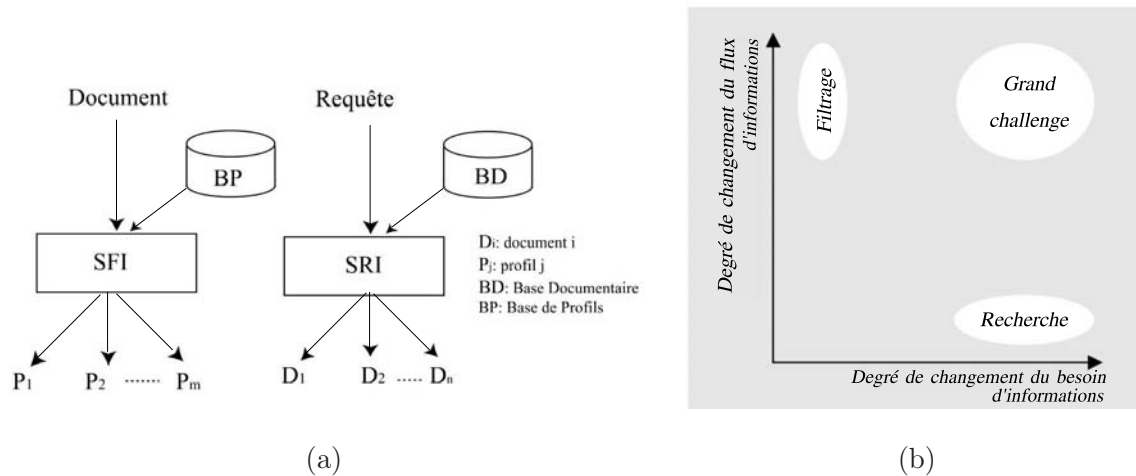 Document
Requête
BP
BD
SFI
SRI
Di: document i
Pj: profil j
BD: Base Documentaire
BP: Base de Profils
P1 P2 ...... Pm
D1 D2 ..... Dn
(a)
Degré de changement du flux
d'informations
Filtrage
Grand
challenge
Recherche
Degré de changement du besoin
d'informations
(b)